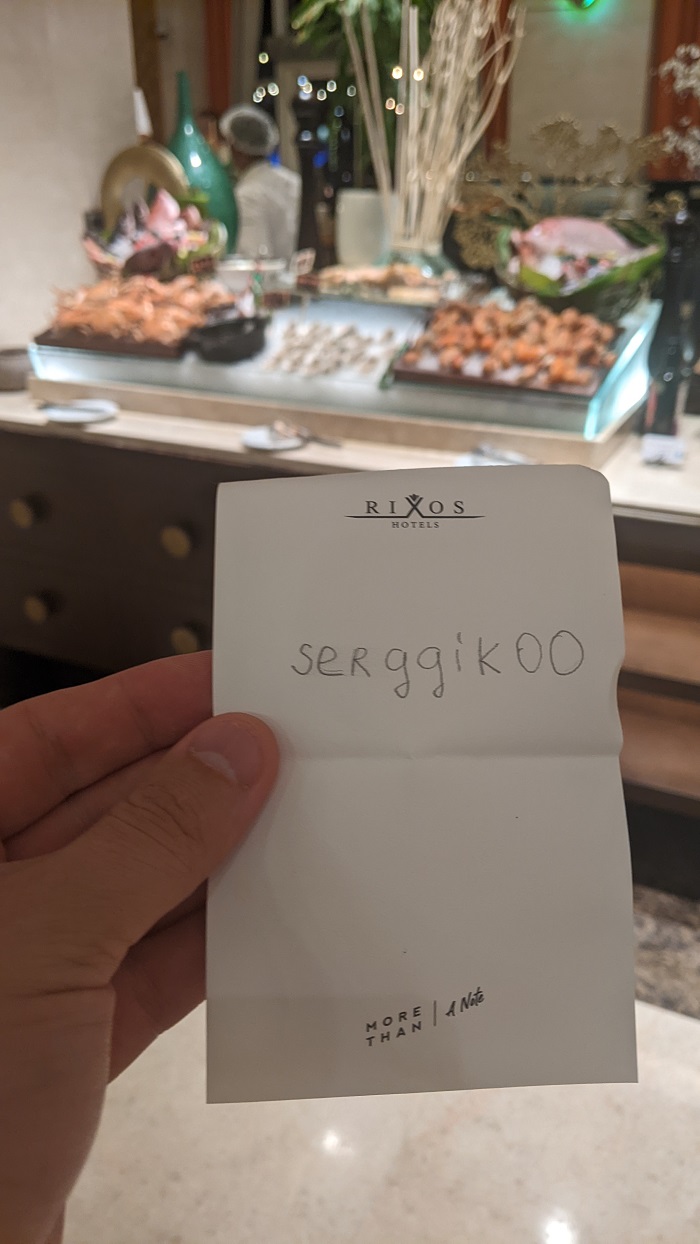 RIXOS
HOTELS
serggik00
MORE THAN | A Note